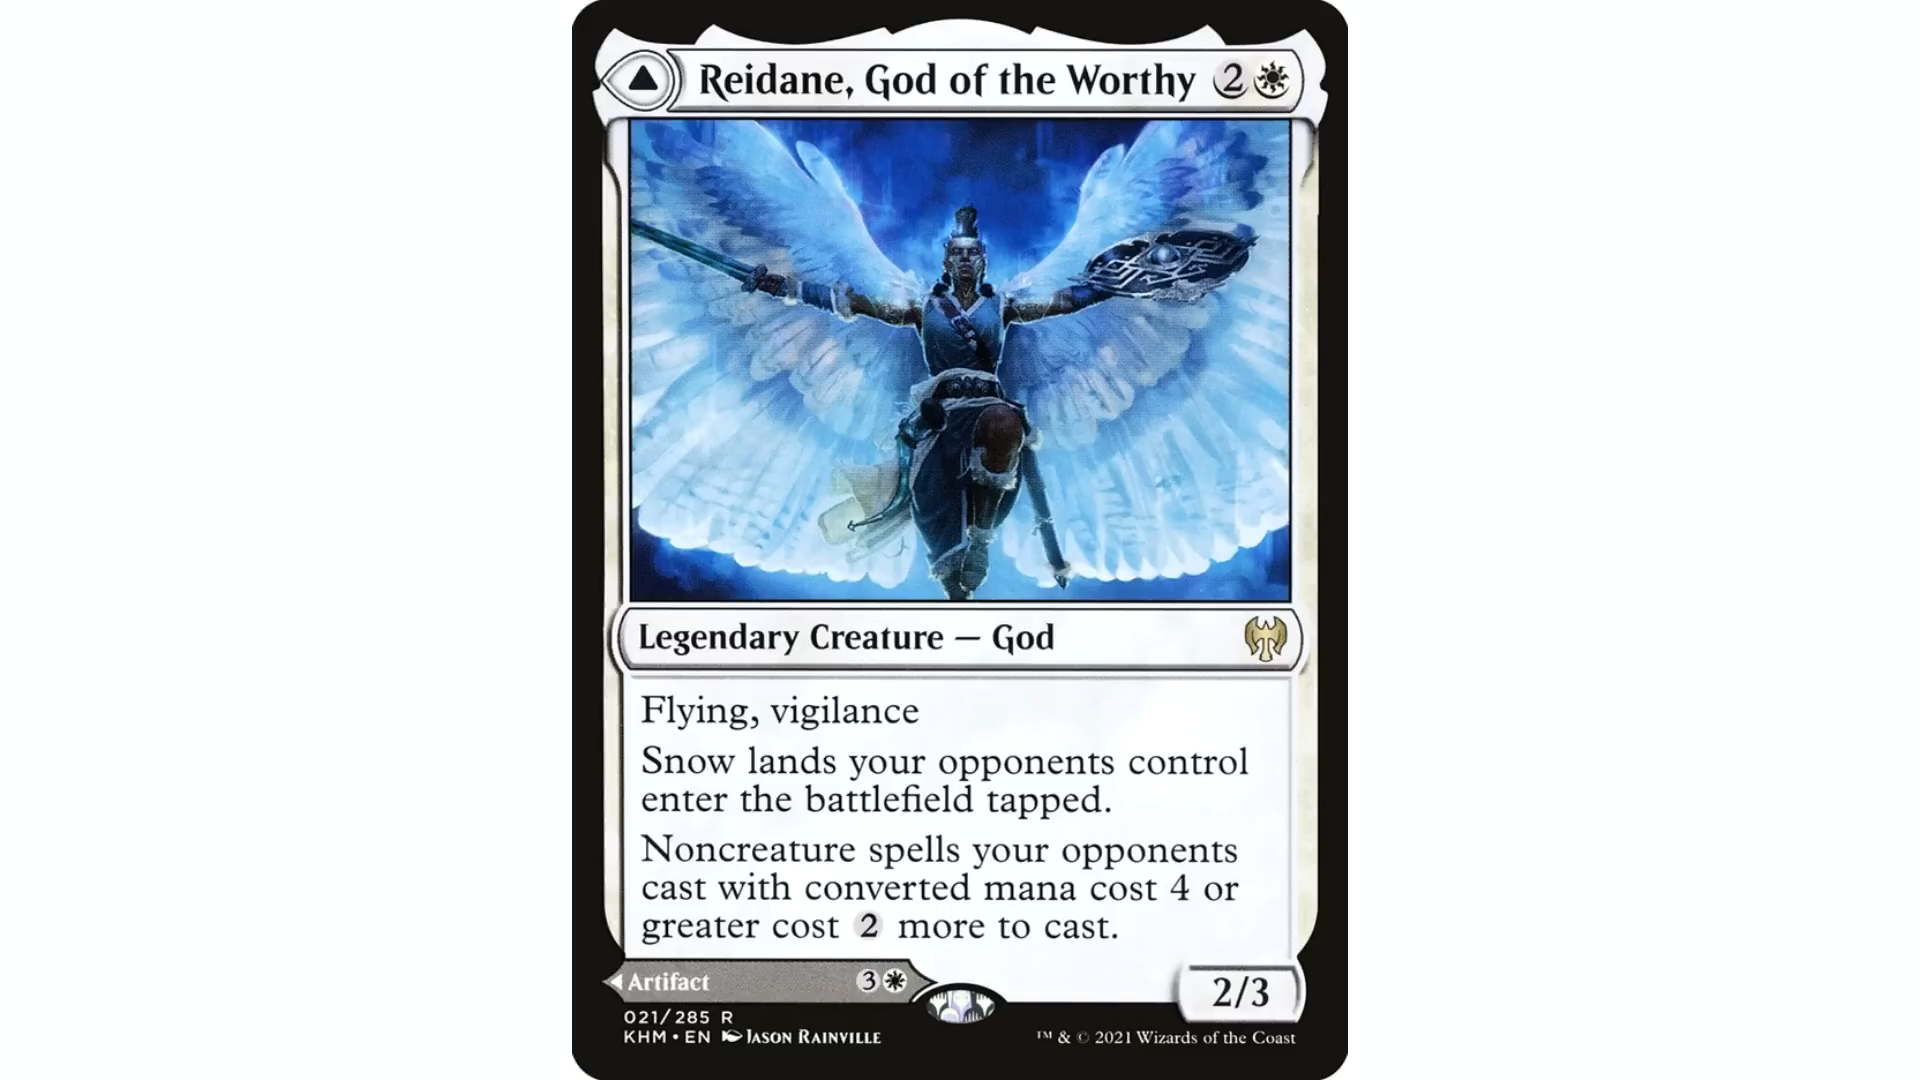 Reidane, God of the Worthy 2
Legendary Creature — God
Flying, vigilance
Snow lands your opponents control
enter the battlefield tapped.
Noncreature spells your opponents
cast with converted mana cost 4 or
greater cost 2 more to cast.
Artifact 3
2/3
021/285 R
KHM • EN Jason Rainville
™ & © 2021 Wizards of the Coast